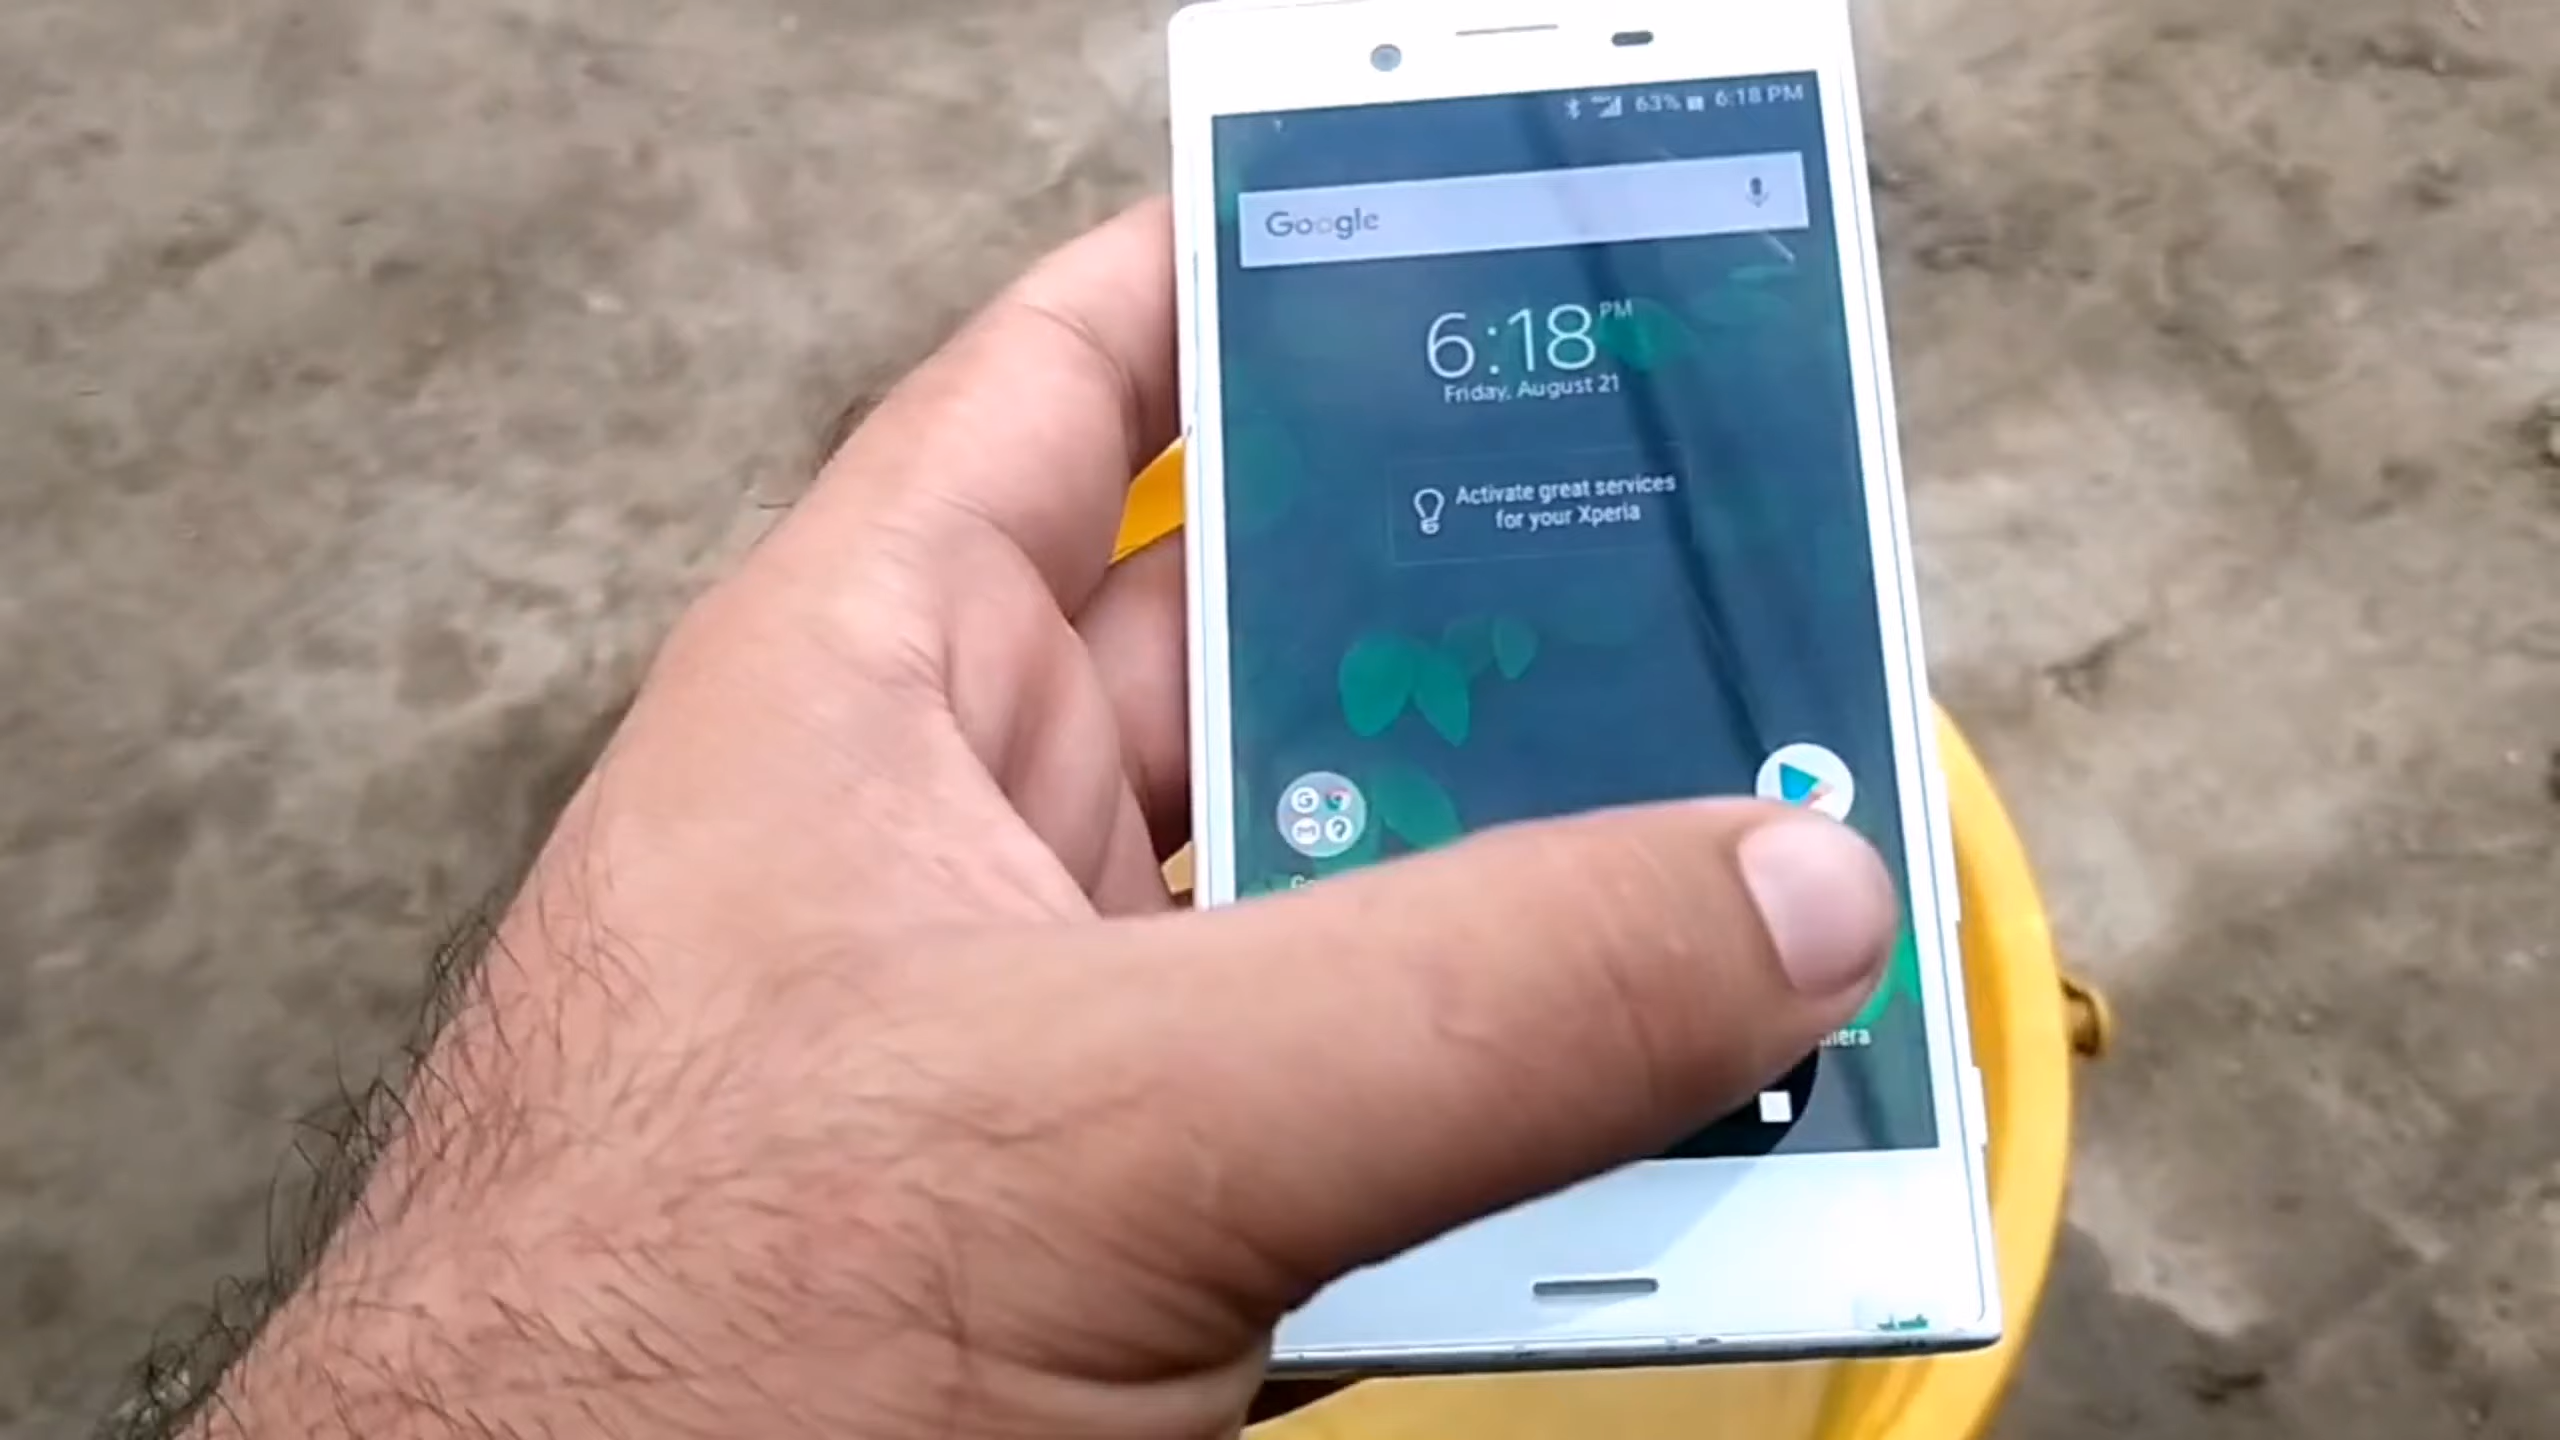 63% 6:18 PM
Google
6:18 PM
Friday, August 21
Activate great services
for your Xperia